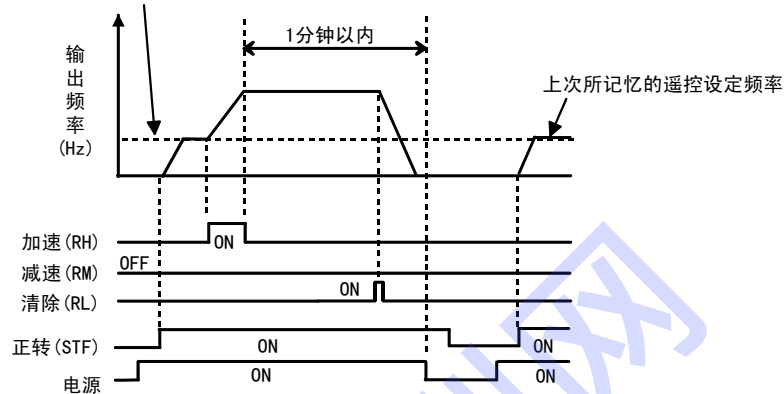 1分钟以内
输出频率(Hz)
上次所记忆的遥控设定频率
加速(RH)
ON
减速(RM)
OFF
清除(RL)
ON
正转(STF)
ON
ON
电源
ON
ON